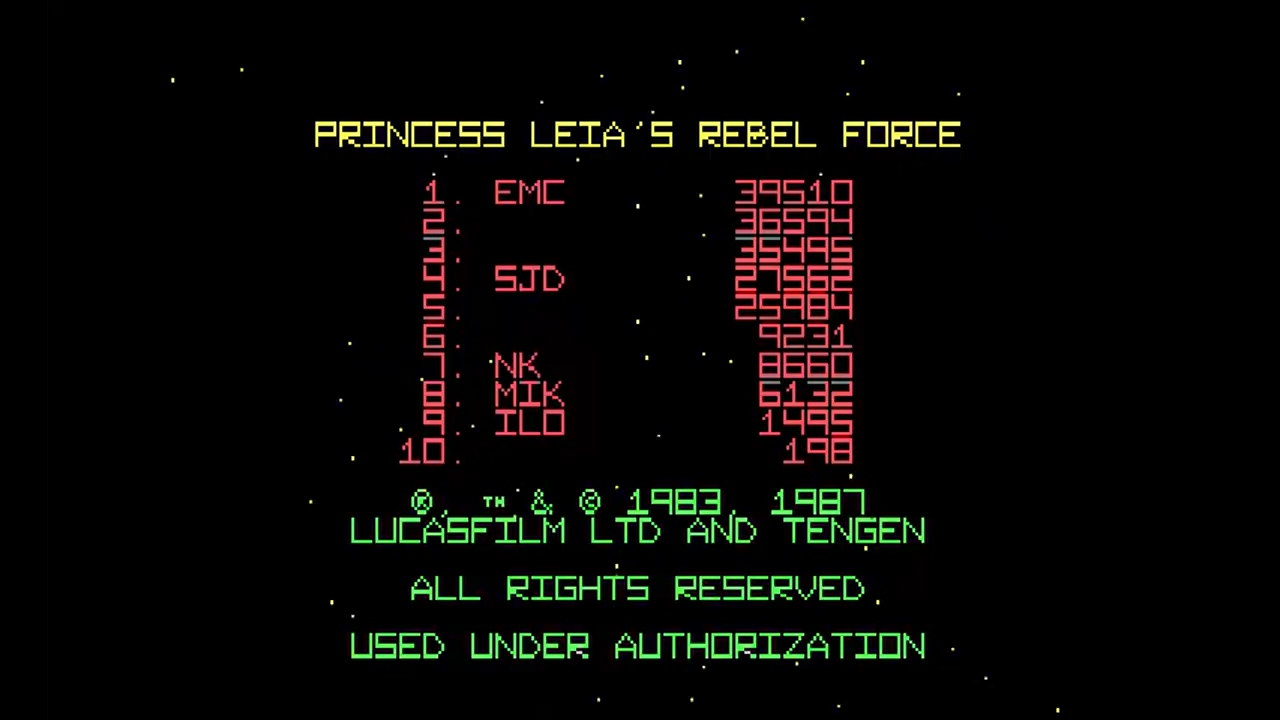 PRINCESS LEIA'S REBEL FORCE
1. EMC 39510
2. 36594
3. 35495
4. SJD 27562
5. 25984
6. 9231
7. NK 8660
8. MIK 6132
9. ILO 1495
10. 198
®, ™ & © 1983, 1987
LUCASFILM LTD AND TENGEN
ALL RIGHTS RESERVED
USED UNDER AUTHORIZATION